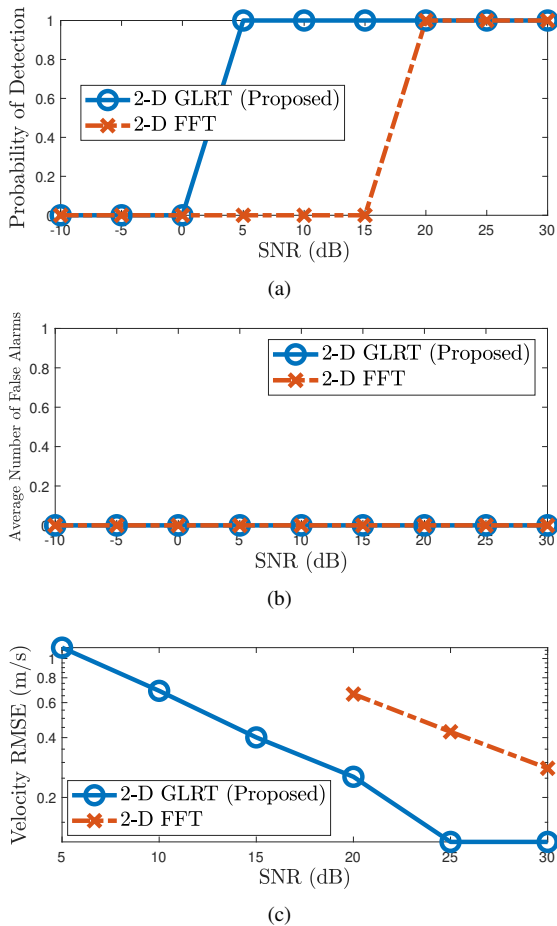 1
0.8
0.6
0.4
0.2
0
Probability of Detection
2-D GLRT (Proposed)
2-D FFT
-10 -5 0 5 10 15 20 25 30
SNR (dB)
(a)
1
0.8
0.6
0.4
0.2
0
Average Number of False Alarms
2-D GLRT (Proposed)
2-D FFT
-10 -5 0 5 10 15 20 25 30
SNR (dB)
(b)
1
0.8
0.6
0.4
0.2
Velocity RMSE (m/s)
2-D GLRT (Proposed)
2-D FFT
5 10 15 20 25 30
SNR (dB)
(c)